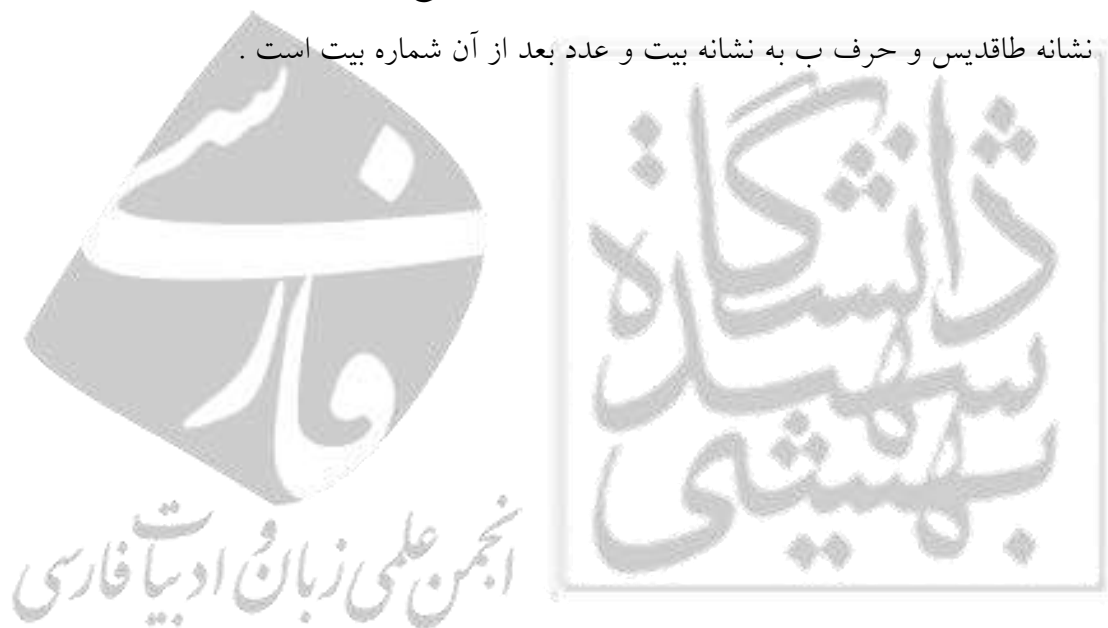 نشانه طاقدیس و حرف ب به نشانه بیت و عدد بعد از آن شماره بیت است .
فارسی
انجمن علمی زبان و ادبیات فارسی
دانشگاه
شهید
بهشتی